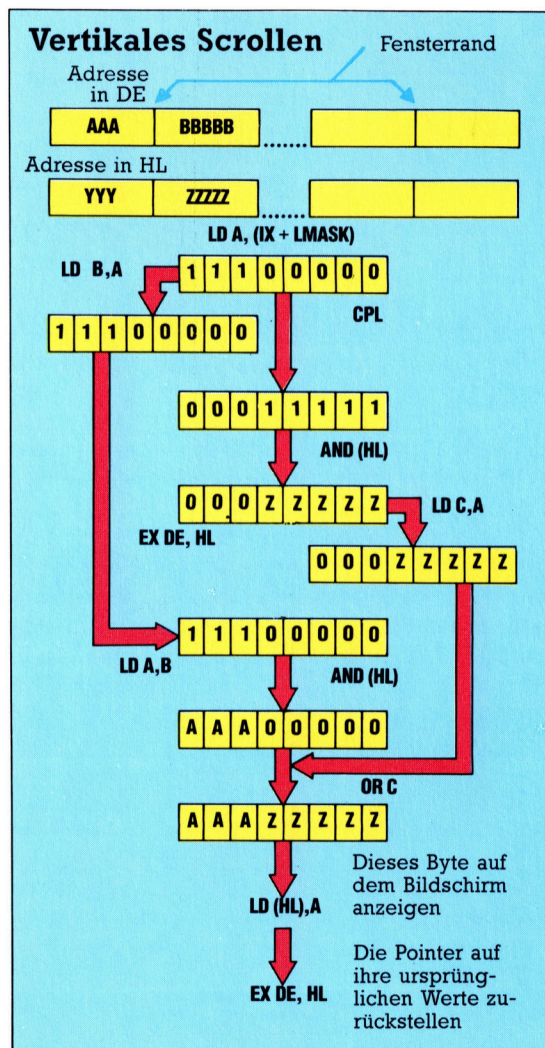 Vertikales Scrollen
Fensterrand
Adresse
in DE
AAA BBBBB ........
Adresse in HL
YYY ZZZZZ ........
LD A, (IX + LMASK)
LD B,A
1 1 1 0 0 0 0 0
CPL
1 1 1 0 0 0 0 0
0 0 0 1 1 1 1 1
AND (HL)
0 0 0 Z Z Z Z Z
LD C,A
EX DE, HL
0 0 0 Z Z Z Z Z
1 1 1 0 0 0 0 0
LD A,B
AND (HL)
A A A 0 0 0 0 0
OR C
A A A Z Z Z Z Z
Dieses Byte auf
dem Bildschirm
anzeigen
LD (HL),A
Die Pointer auf
ihre ursprüng-
lichen Werte zu-
rückstellen
EX DE, HL